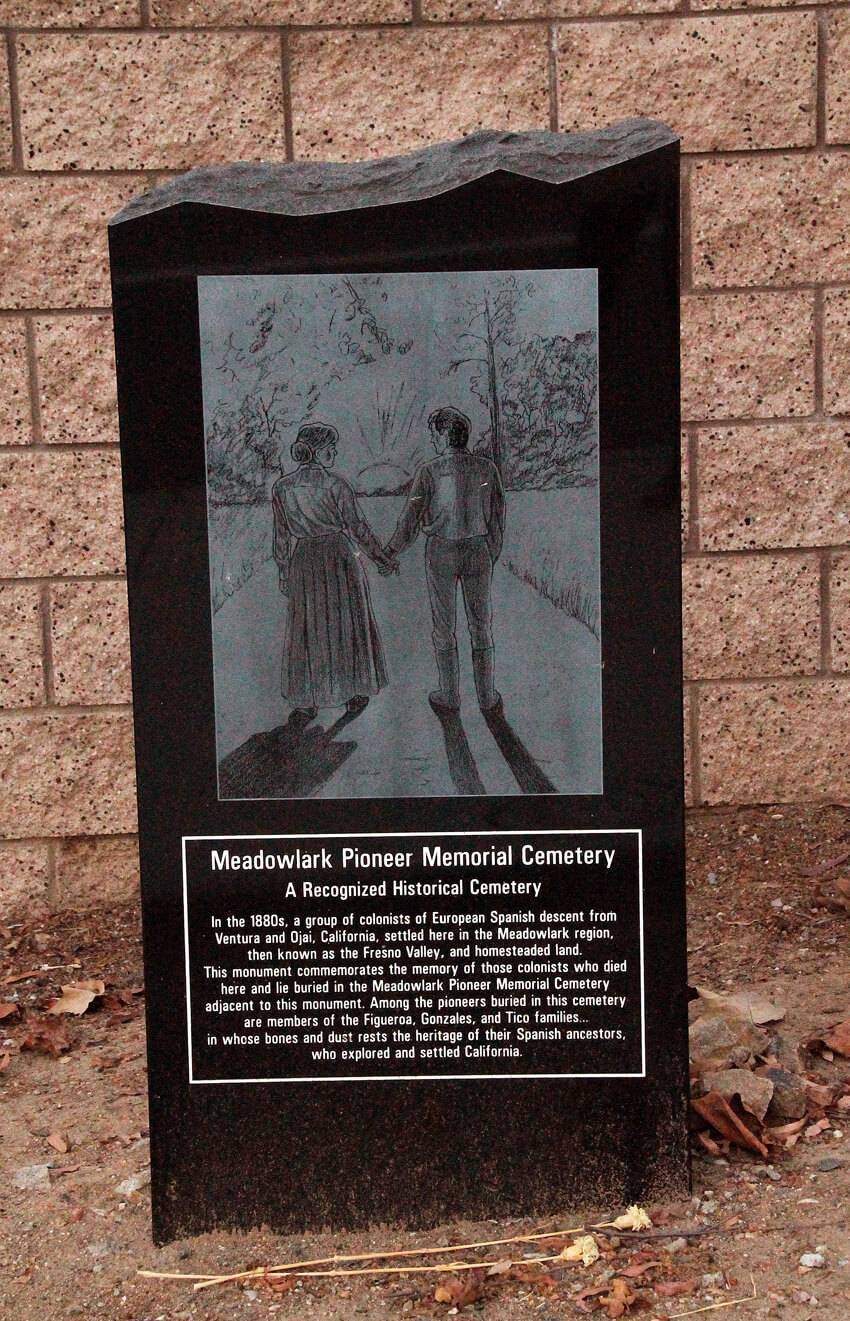 Meadowlark Pioneer Memorial Cemetery
A Recognized Historical Cemetery
In the 1880s, a group of colonists of European Spanish descent from
Ventura and Ojai, California, settled here in the Meadowlark region,
then known as the Fresno Valley, and homesteaded land.
This monument commemorates the memory of those colonists who died
here and lie buried in the Meadowlark Pioneer Memorial Cemetery
adjacent to this monument. Among the pioneers buried in this cemetery
are members of the Figueroa, Gonzales, and Tico families...
in whose bones and dust rests the heritage of their Spanish ancestors,
who explored and settled California.